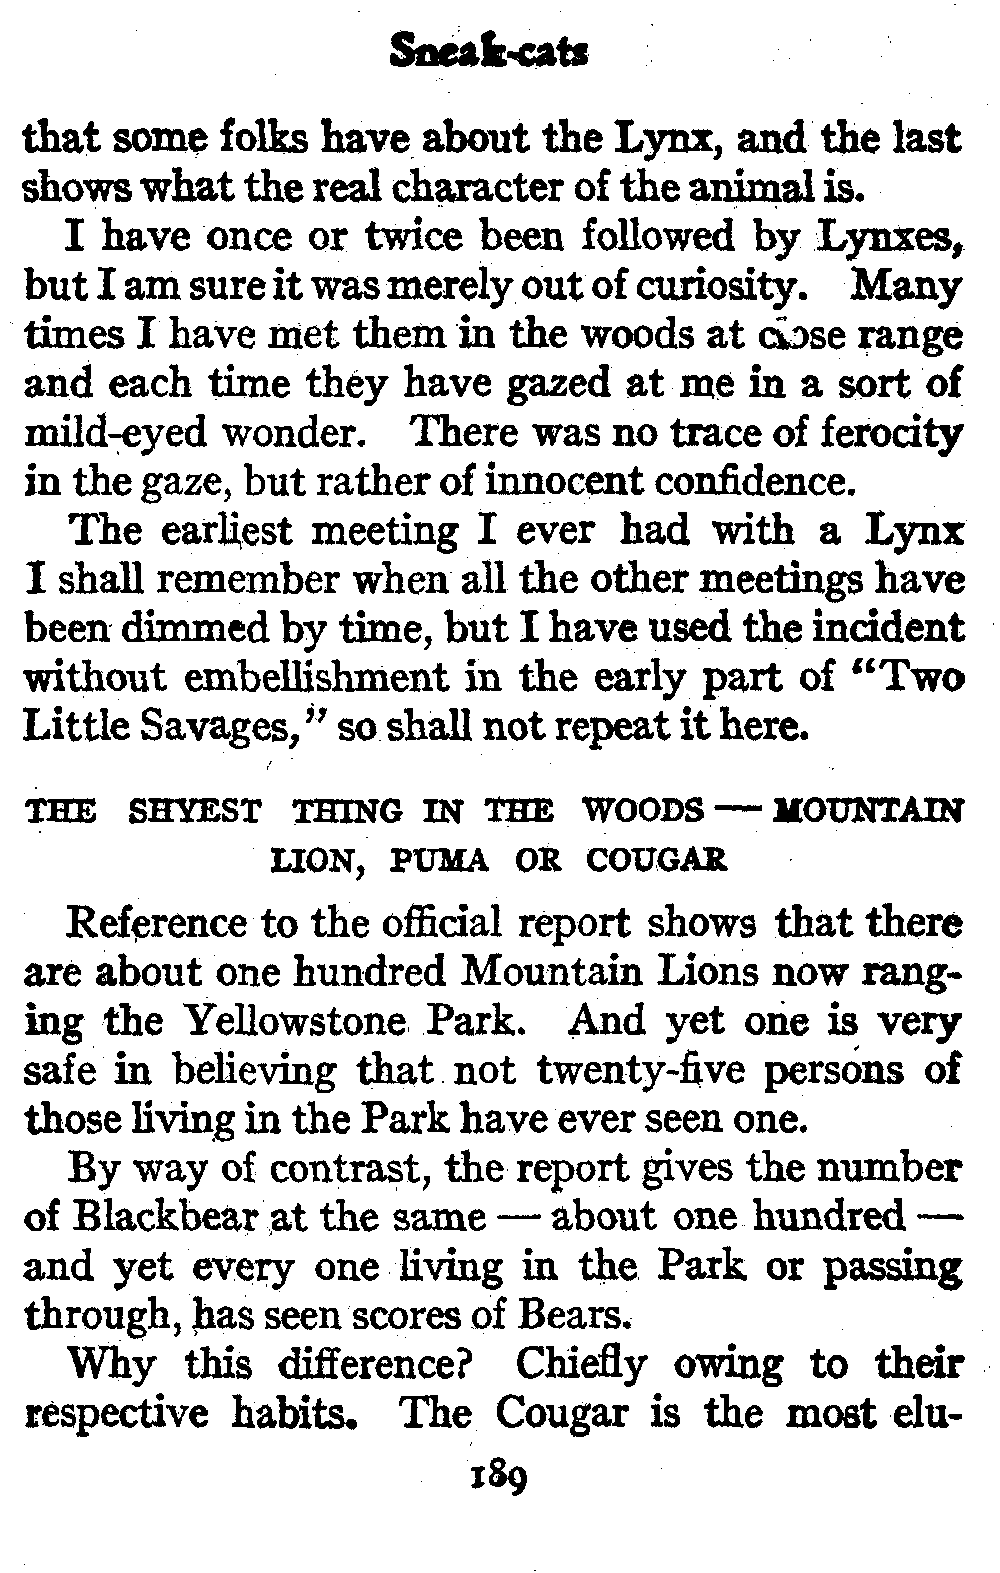 Sneak-cats
that some folks have about the Lynx, and the last
shows what the real character of the animal is.
I have once or twice been followed by Lynxes,
but I am sure it was merely out of curiosity. Many
times I have met them in the woods at close range
and each time they have gazed at me in a sort of
mild-eyed wonder. There was no trace of ferocity
in the gaze, but rather of innocent confidence.
The earliest meeting I ever had with a Lynx
I shall remember when all the other meetings have
been dimmed by time, but I have used the incident
without embellishment in the early part of "Two
Little Savages," so shall not repeat it here.
THE SHYEST THING IN THE WOODS — MOUNTAIN
LION, PUMA OR COUGAR
Reference to the official report shows that there
are about one hundred Mountain Lions now rang-
ing the Yellowstone Park. And yet one is very
safe in believing that not twenty-five persons of
those living in the Park have ever seen one.
By way of contrast, the report gives the number
of Blackbear at the same — about one hundred —
and yet every one living in the Park or passing
through, has seen scores of Bears.
Why this difference? Chiefly owing to their
respective habits. The Cougar is the most elu-
189